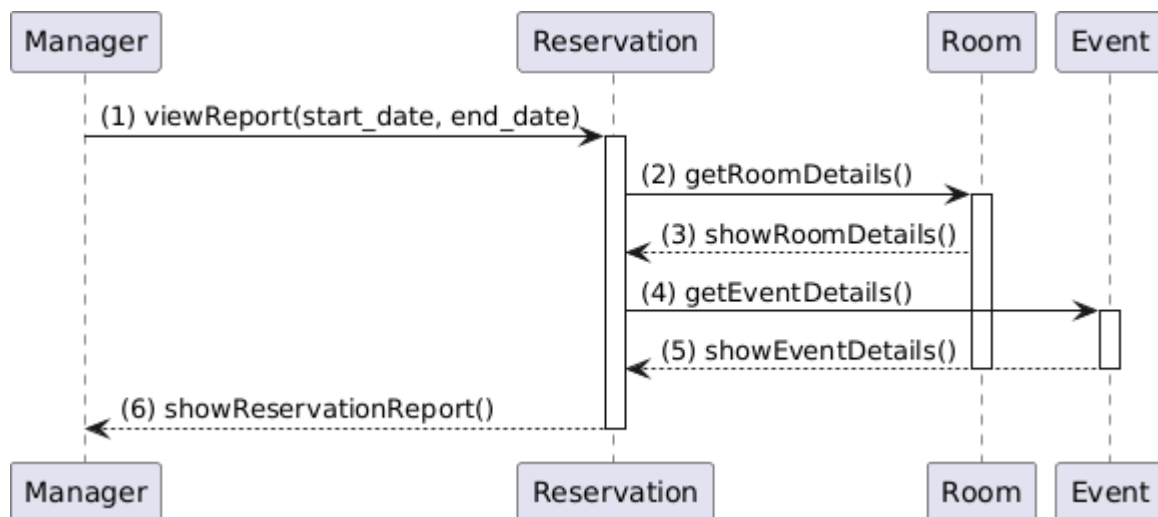 Manager Reservation Room Event
(1) viewReport(start_date, end_date)
(2) getRoomDetails()
(3) showRoomDetails()
(4) getEventDetails()
(5) showEventDetails()
(6) showReservationReport()
Manager Reservation Room Event